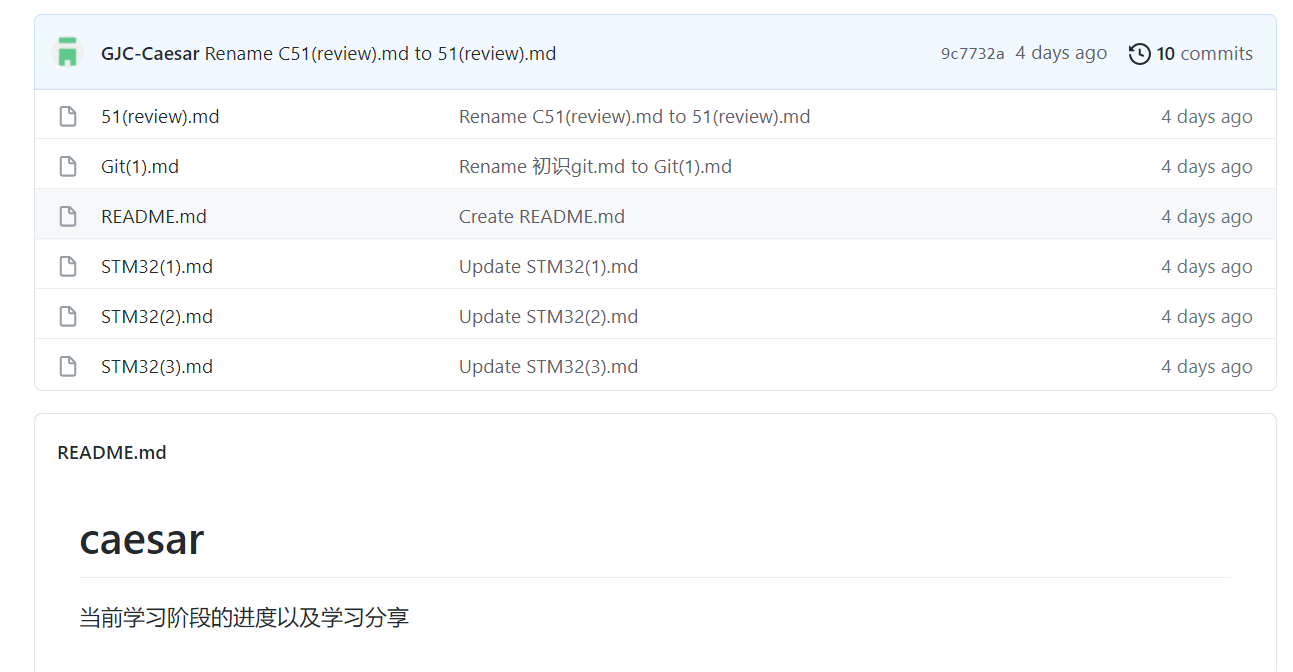 GJC-Caesar Rename C51(review).md to 51(review).md 9c7732a 4 days ago 10 commits
51(review).md Rename C51(review).md to 51(review).md 4 days ago
Git(1).md Rename 初识git.md to Git(1).md 4 days ago
README.md Create README.md 4 days ago
STM32(1).md Update STM32(1).md 4 days ago
STM32(2).md Update STM32(2).md 4 days ago
STM32(3).md Update STM32(3).md 4 days ago
README.md
caesar
当前学习阶段的进度以及学习分享